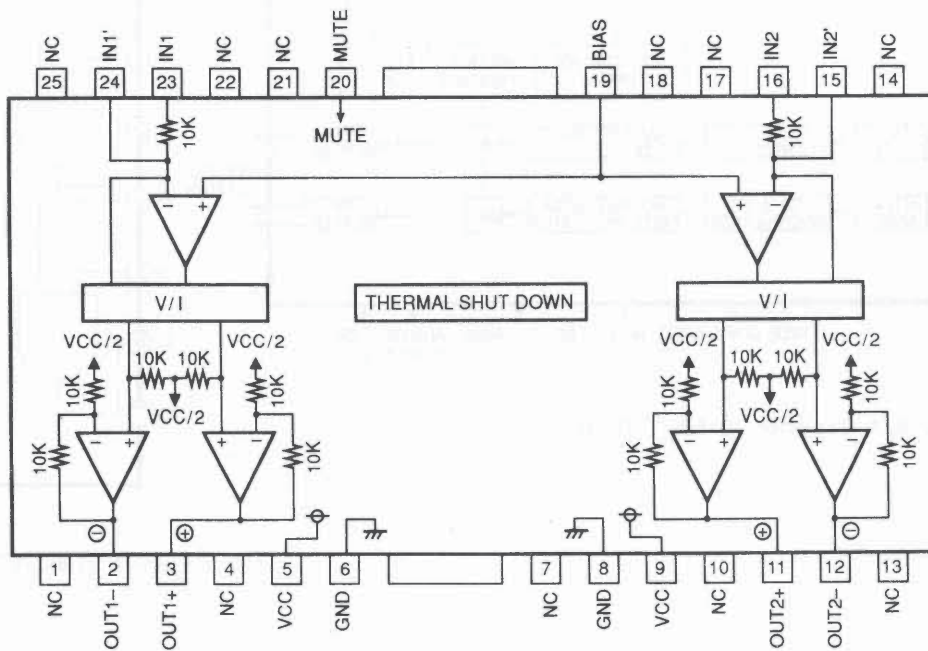 NC IN1' IN1 NC NC MUTE BIAS NC NC IN2 IN2' NC
25 24 23 22 21 20 19 18 17 16 15 14
10K MUTE 10K
− + + −
V/I THERMAL SHUT DOWN V/I
VCC/2 VCC/2 VCC/2 VCC/2
10K 10K 10K 10K
10K 10K 10K 10K
VCC/2 VCC/2
− + + − − + + −
10K 10K 10K 10K
− + + −
1 2 3 4 5 6 7 8 9 10 11 12 13
NC OUT1− OUT1+ NC VCC GND NC GND VCC NC OUT2+ OUT2− NC